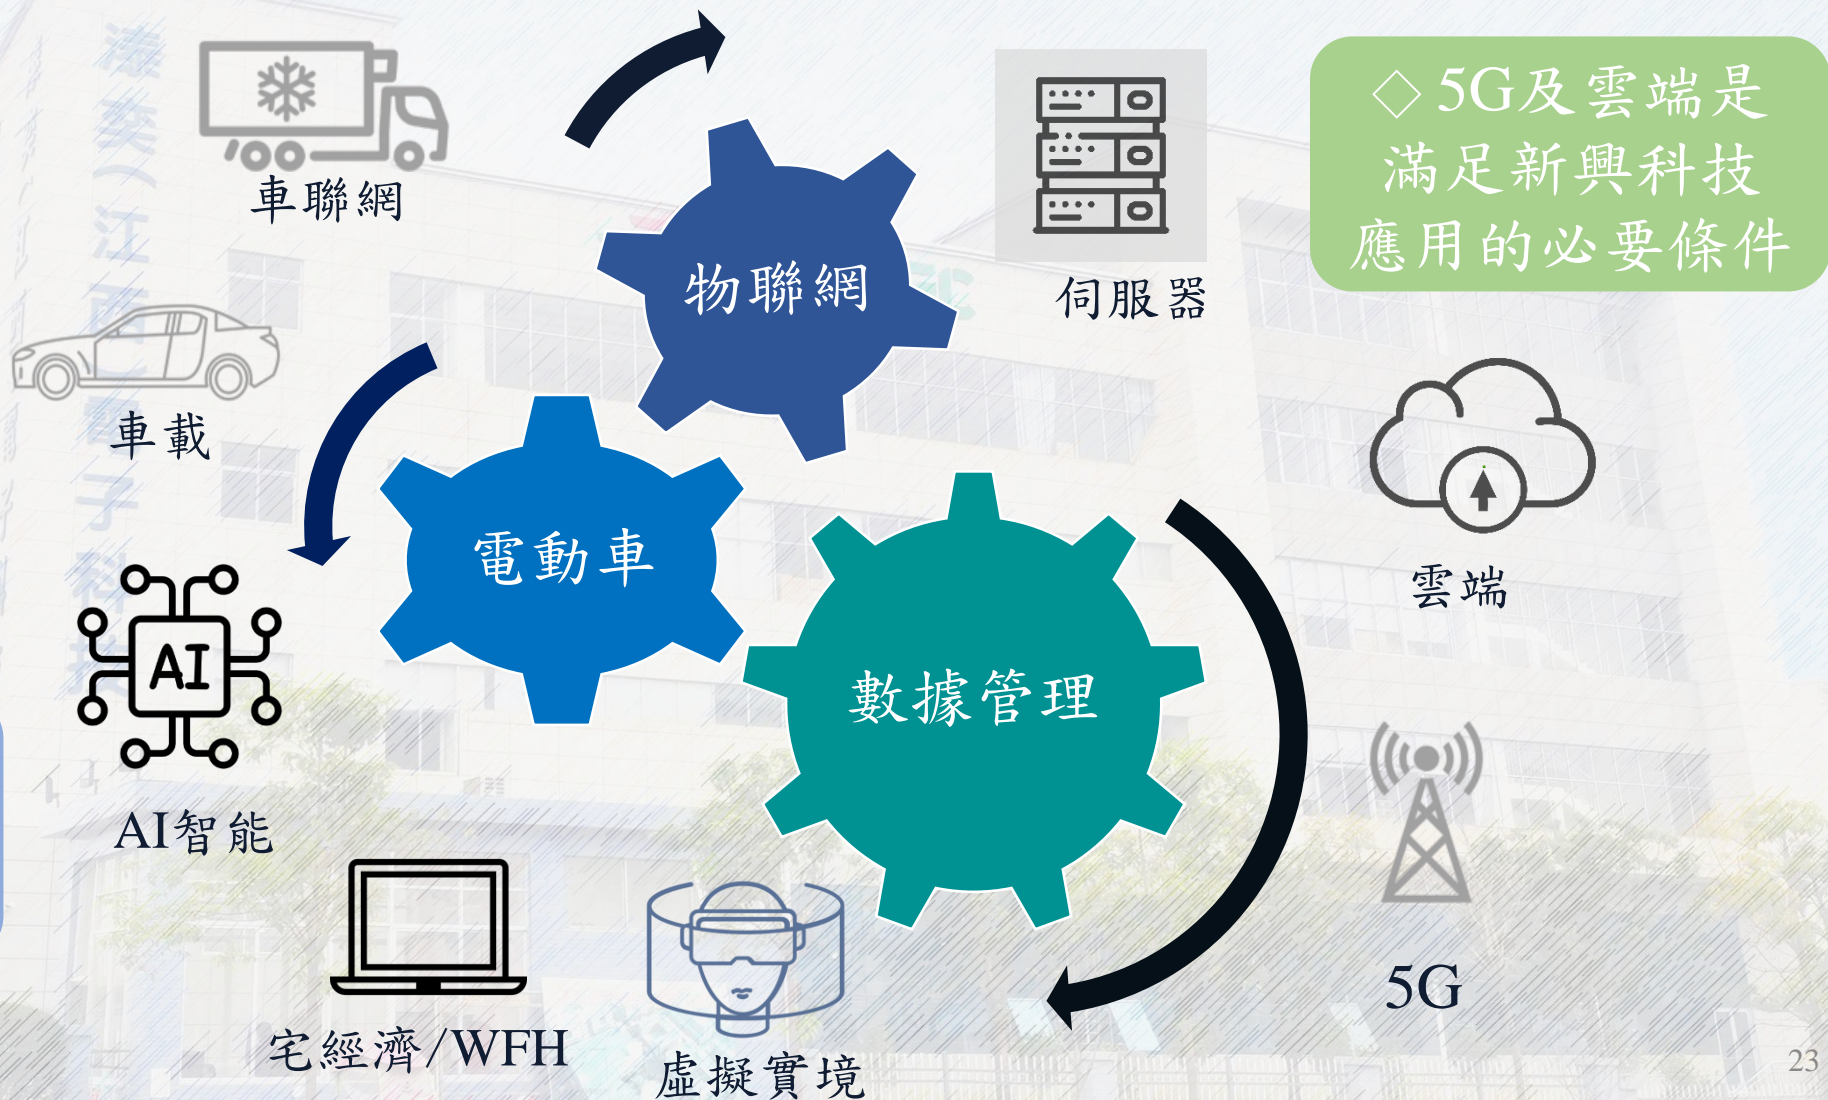 車聯網
物聯網
伺服器
◇ 5G及雲端是
滿足新興科技
應用的必要條件
車載
電動車
雲端
數據管理
AI
AI智能
5G
宅經濟/WFH
虛擬實境
23